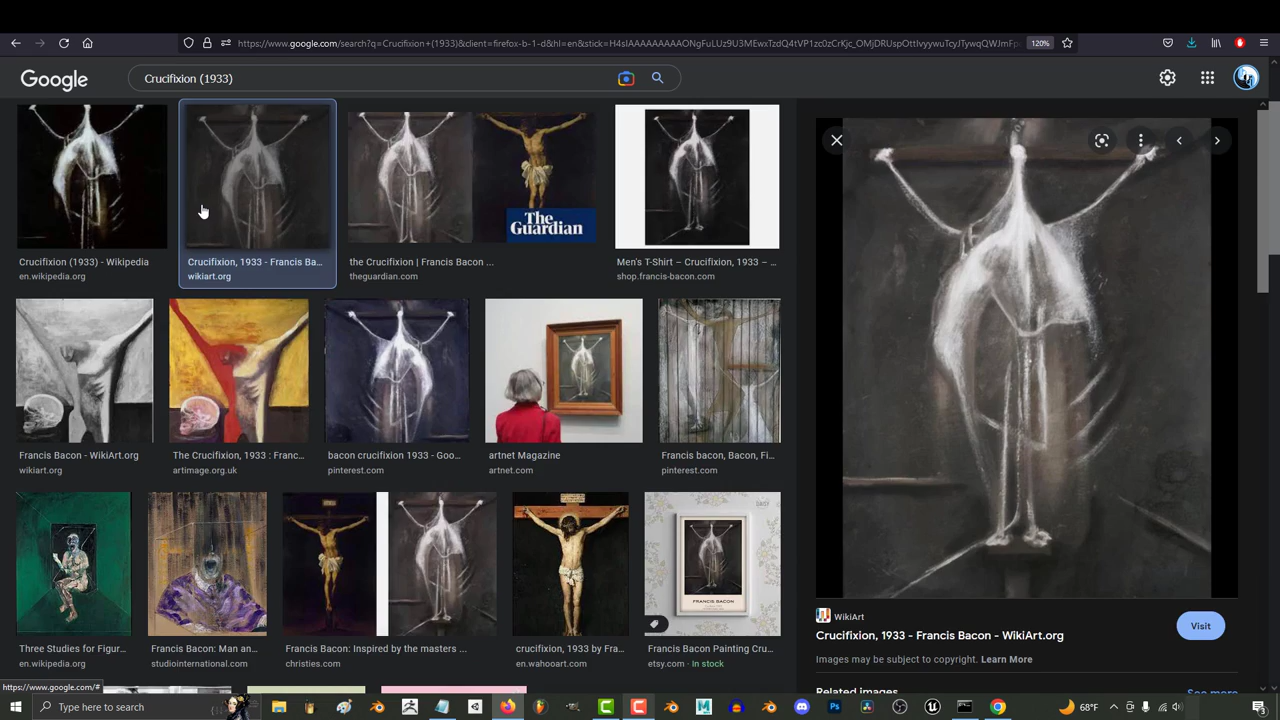 https://www.google.com/search?q=Crucifixion+(1933)&client=firefox-b-1-d&hl=en&stick=
120%
Google
Crucifixion (1933)
The
Guardian
Crucifixion (1933) - Wikipedia
en.wikipedia.org
Crucifixion, 1933 - Francis Ba...
wikiart.org
the Crucifixion | Francis Bacon ...
theguardian.com
Men's T-Shirt – Crucifixion, 1933 – ...
shop.francis-bacon.com
Francis Bacon - WikiArt.org
wikiart.org
The Crucifixion, 1933 : Franc...
artimage.org.uk
bacon crucifixion 1933 - Goo...
pinterest.com
artnet Magazine
artnet.com
Francis bacon, Bacon, Fi...
pinterest.com
FRANCIS BACON
Three Studies for Figur...
en.wikipedia.org
Francis Bacon: Man an...
studiointernational.com
Francis Bacon: Inspired by the masters ...
christies.com
crucifixion, 1933 by Fra...
en.wahooart.com
Francis Bacon Painting Cru...
etsy.com - In stock
WikiArt
Crucifixion, 1933 - Francis Bacon - WikiArt.org
Visit
Images may be subject to copyright. Learn More
Related images
See more
https://www.google.com/#
Type here to search
68°F